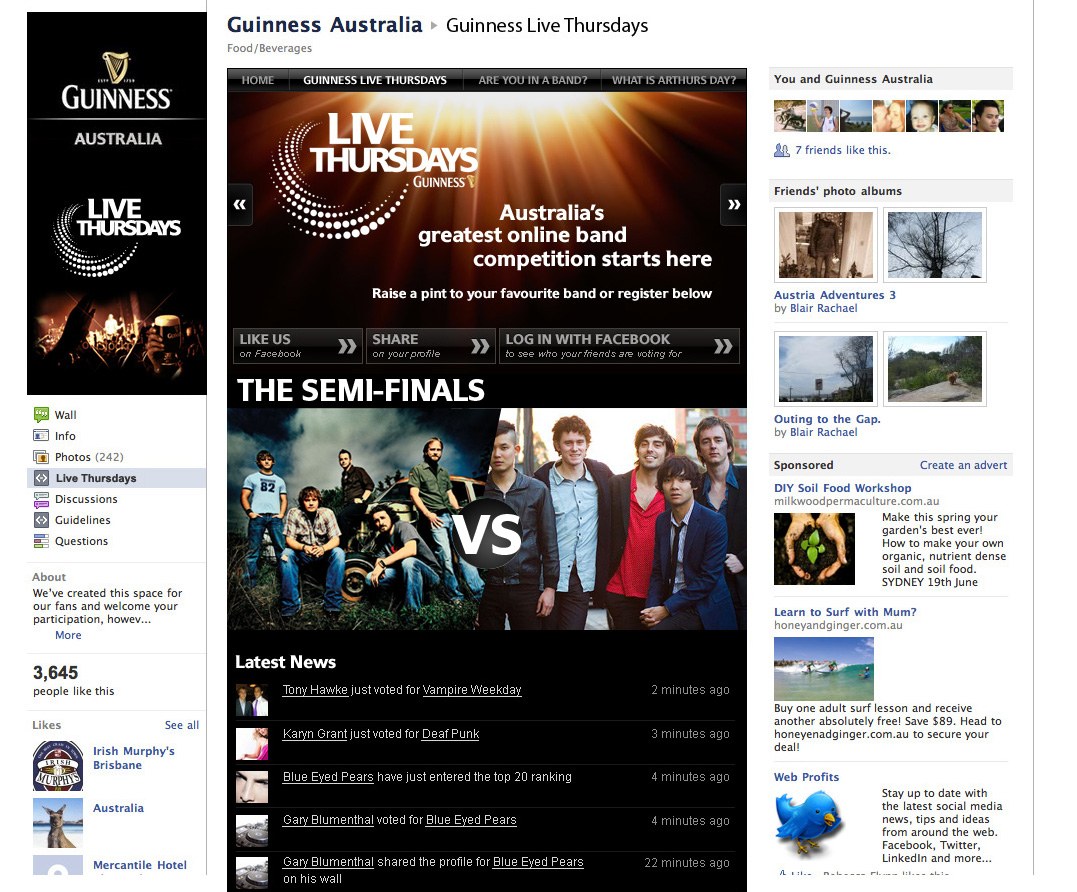 GUINNESS
AUSTRALIA
LIVE
THURSDAYS
Wall
Info
Photos (242)
Live Thursdays
Discussions
Guidelines
Questions
About
We've created this space for
our fans and welcome your
participation, howev...
More
3,645
people like this
Likes
See all
IRISH
MURPHYS
Irish Murphy's
Brisbane
Australia
Mercantile Hotel
Guinness Australia ▸ Guinness Live Thursdays
Food/Beverages
HOME
GUINNESS LIVE THURSDAYS
ARE YOU IN A BAND?
WHAT IS ARTHURS DAY?
LIVE
THURSDAYS
GUINNESS
«
»
Australia's
greatest online band
competition starts here
Raise a pint to your favourite band or register below
LIKE US
on Facebook
SHARE
on your profile
LOG IN WITH FACEBOOK
to see who your friends are voting for
THE SEMI-FINALS
82
VS
Latest News
Tony Hawke just voted for Vampire Weekday 2 minutes ago
Karyn Grant just voted for Deaf Punk 3 minutes ago
Blue Eyed Pears have just entered the top 20 ranking 4 minutes ago
Gary Blumenthal voted for Blue Eyed Pears 4 minutes ago
Gary Blumenthal shared the profile for Blue Eyed Pears 22 minutes ago
on his wall
You and Guinness Australia
7 friends like this.
Friends' photo albums
Austria Adventures 3
by Blair Rachael
Outing to the Gap.
by Blair Rachael
Sponsored
Create an advert
DIY Soil Food Workshop
milkwoodpermaculture.com.au
Make this spring your
garden's best ever!
How to make your own
organic, nutrient dense
soil and soil food.
SYDNEY 19th June
Learn to Surf with Mum?
honeyandginger.com.au
Buy one adult surf lesson and receive
another absolutely free! Save $89. Head to
honeyenadginger.com.au to secure your
deal!
Web Profits
Stay up to date with
the latest social media
news, tips and ideas
from around the web.
Facebook, Twitter,
LinkedIn and more...